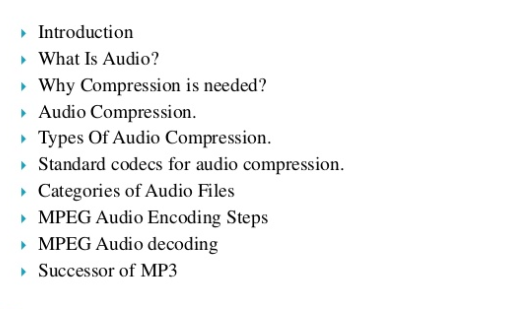 Introduction
What Is Audio?
Why Compression is needed?
Audio Compression.
Types Of Audio Compression.
Standard codecs for audio compression.
Categories of Audio Files
MPEG Audio Encoding Steps
MPEG Audio decoding
Successor of MP3